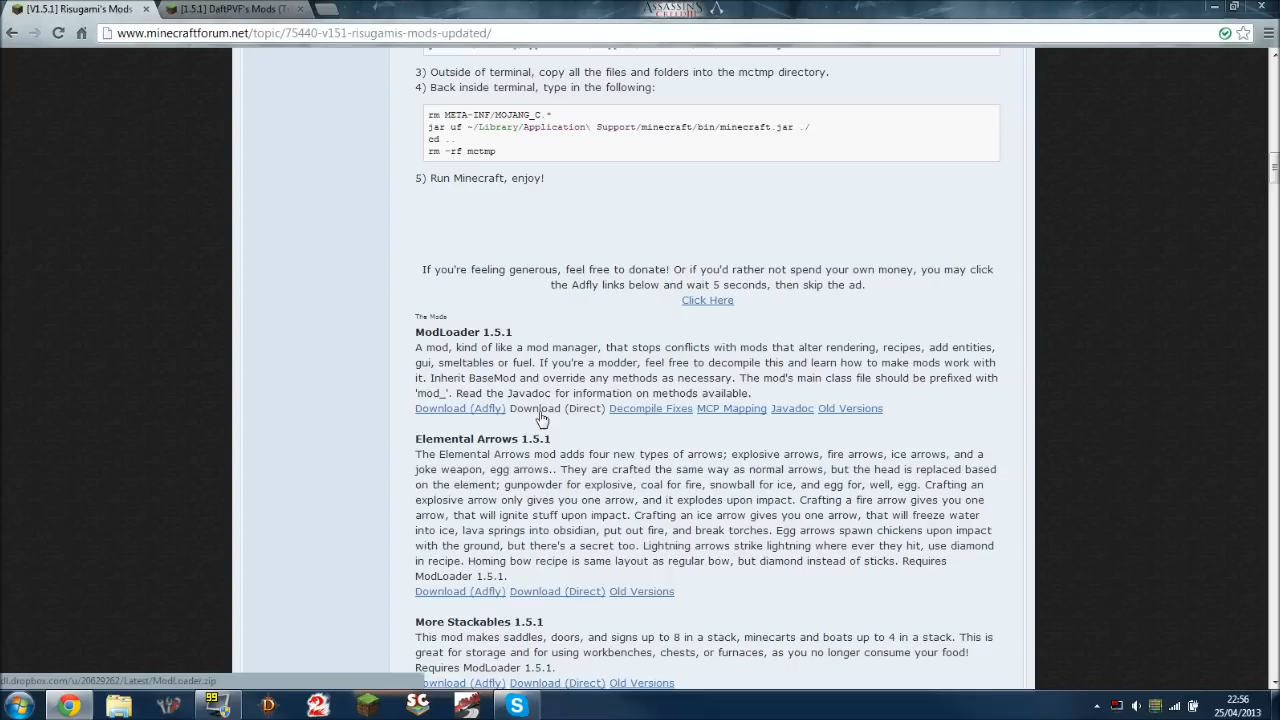 [V1.5.1] Risugami's Mods
[1.5.1] DaftPVF's Mods (T
ASSASSINS
CREED III
www.minecraftforum.net/topic/75440-v151-risugamis-mods-updated/
3) Outside of terminal, copy all the files and folders into the mctmp directory.
4) Back inside terminal, type in the following:
rm META-INF/MOJANG_C.*
jar uf ~/Library/Application\ Support/minecraft/bin/minecraft.jar ./
cd ..
rm -rf mctmp
5) Run Minecraft, enjoy!
If you're feeling generous, feel free to donate! Or if you'd rather not spend your own money, you may click
the Adfly links below and wait 5 seconds, then skip the ad.
Click Here
The Mods
ModLoader 1.5.1
A mod, kind of like a mod manager, that stops conflicts with mods that alter rendering, recipes, add entities,
gui, smeltables or fuel. If you're a modder, feel free to decompile this and learn how to make mods work with
it. Inherit BaseMod and override any methods as necessary. The mod's main class file should be prefixed with
'mod_'. Read the Javadoc for information on methods available.
Download (Adfly) Download (Direct) Decompile Fixes MCP Mapping Javadoc Old Versions
Elemental Arrows 1.5.1
The Elemental Arrows mod adds four new types of arrows; explosive arrows, fire arrows, ice arrows, and a
joke weapon, egg arrows.. They are crafted the same way as normal arrows, but the head is replaced based
on the element; gunpowder for explosive, coal for fire, snowball for ice, and egg for, well, egg. Crafting an
explosive arrow only gives you one arrow, and it explodes upon impact. Crafting a fire arrow gives you one
arrow, that will ignite stuff upon impact. Crafting an ice arrow gives you one arrow, that will freeze water
into ice, lava springs into obsidian, put out fire, and break torches. Egg arrows spawn chickens upon impact
with the ground, but there's a secret too. Lightning arrows strike lightning where ever they hit, use diamond
in recipe. Homing bow recipe is same layout as regular bow, but diamond instead of sticks. Requires
ModLoader 1.5.1.
Download (Adfly) Download (Direct) Old Versions
More Stackables 1.5.1
This mod makes saddles, doors, and signs up to 8 in a stack, minecarts and boats up to 4 in a stack. This is
great for storage and for using workbenches, chests, or furnaces, as you no longer consume your food!
Requires ModLoader 1.5.1.
dl.dropbox.com/u/20629262/Latest/ModLoader.zip
ownload (Adfly) Download (Direct) Old Versions
99
SC
22:56
25/04/2013